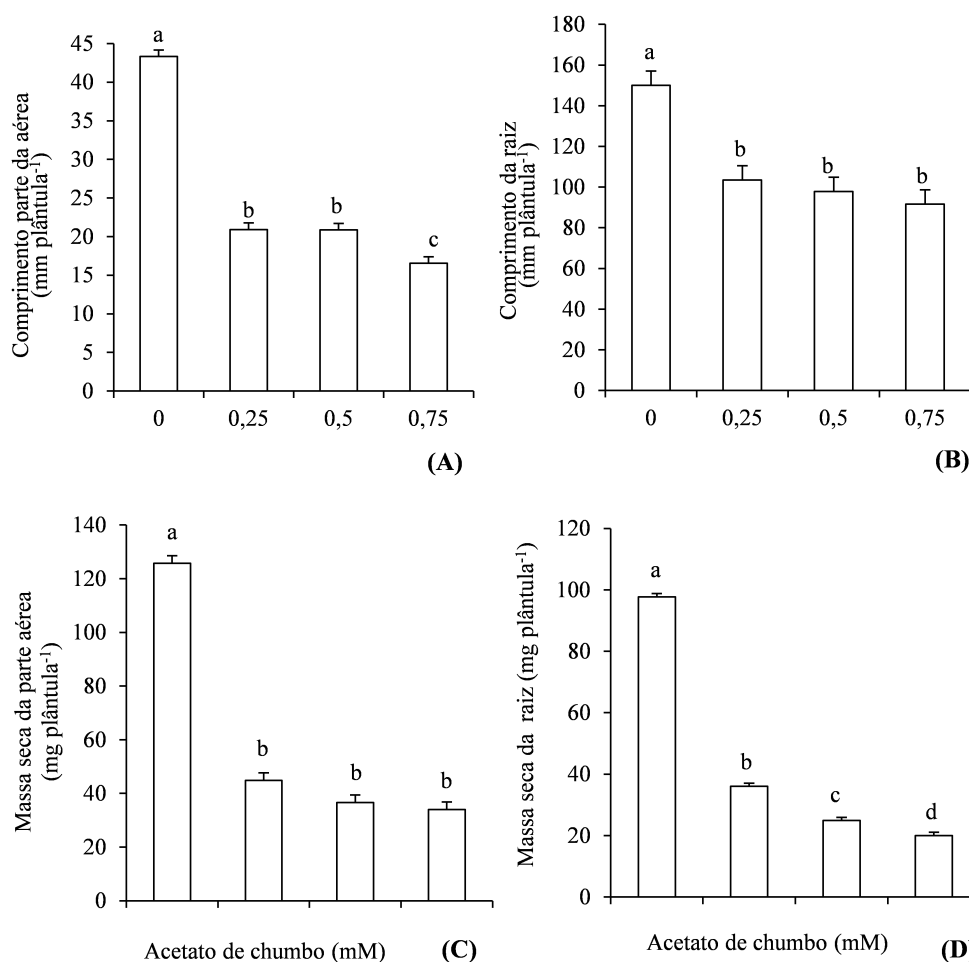 Comprimento parte da aérea
(mm plântula-1)
45
40
35
30
25
20
15
10
5
0
a
b
b
c
0 0,25 0,5 0,75
(A)
Comprimento da raiz
(mm plântula-1)
180
160
140
120
100
80
60
40
20
0
a
b
b
b
0 0,25 0,5 0,75
(B)
Massa seca da parte aérea
(mg plântula-1)
140
120
100
80
60
40
20
0
a
b
b
b
Acetato de chumbo (mM)
(C)
Massa seca da raiz (mg plântula-1)
120
100
80
60
40
20
0
a
b
c
d
Acetato de chumbo (mM)
(D